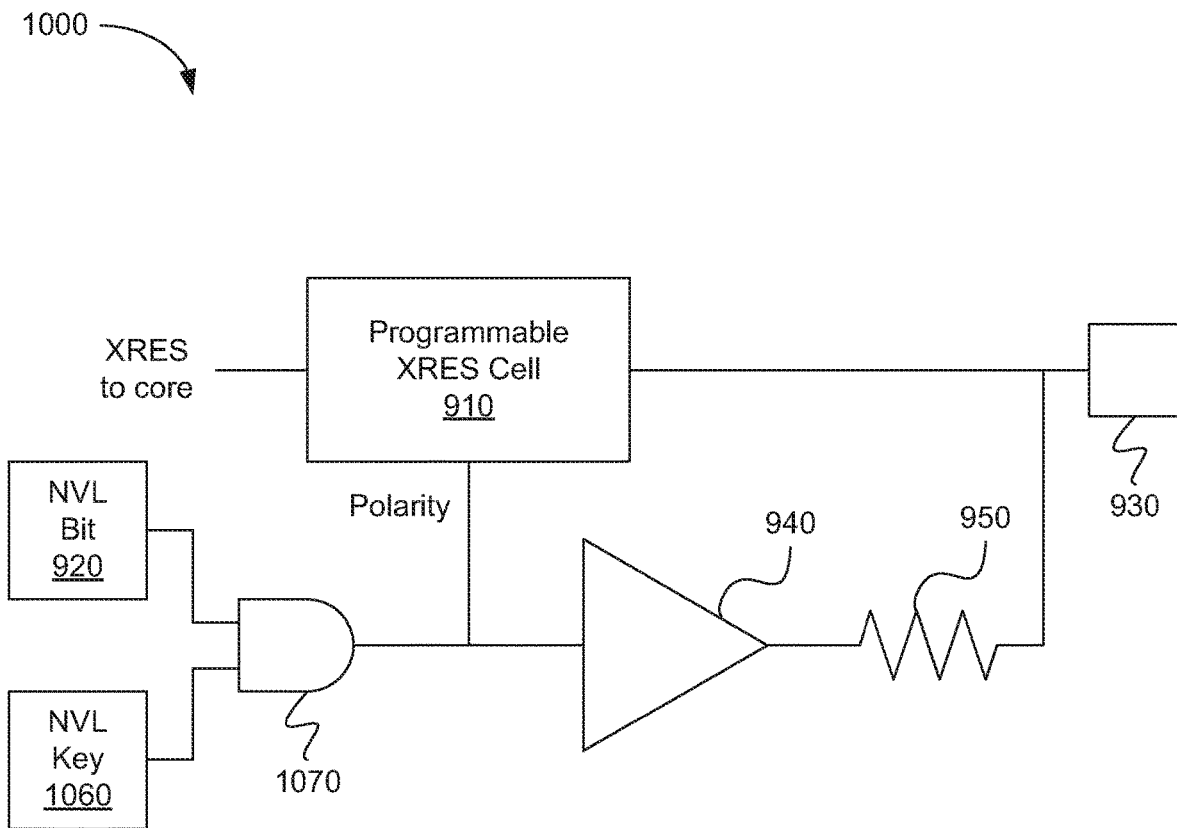 1000
XRES
to core
Programmable
XRES Cell
910
930
NVL
Bit
920
Polarity
940
950
NVL
Key
1060
1070